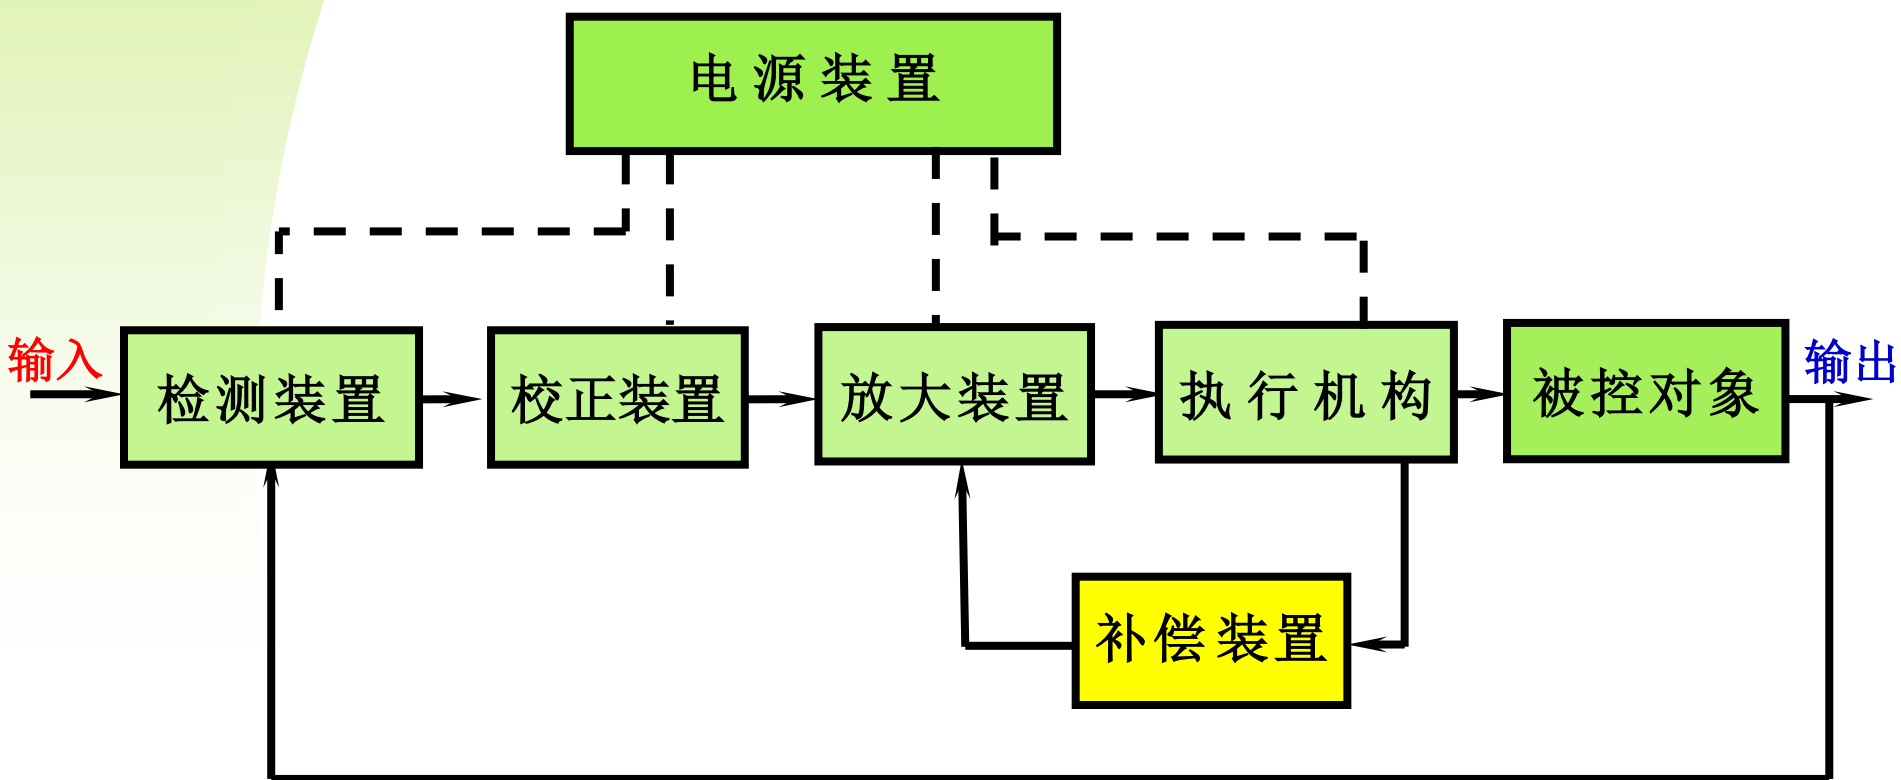 电源装置
输入
检测装置
校正装置
放大装置
执行机构
被控对象
输出
补偿装置